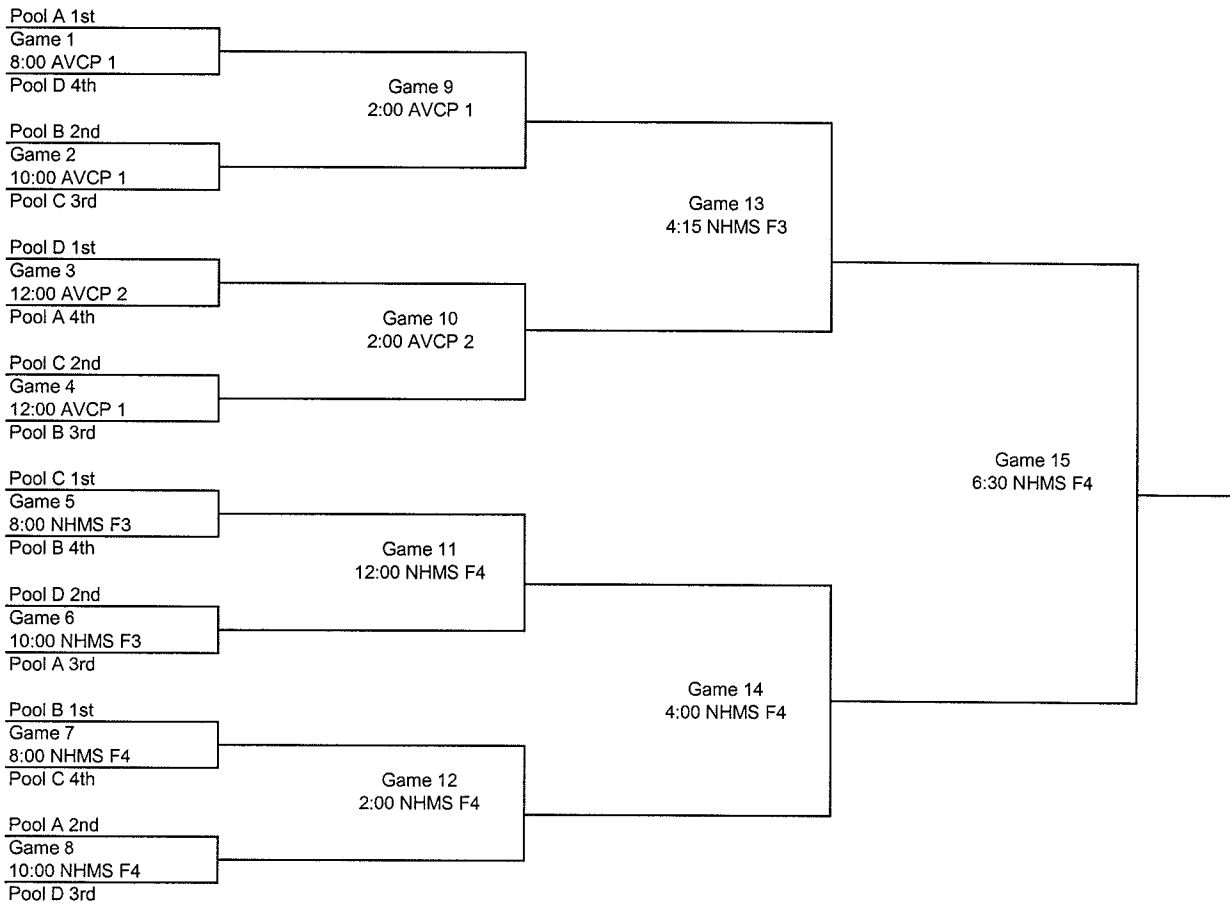 Pool A 1st
Game 1
8:00 AVCP 1
Pool D 4th
Pool B 2nd
Game 2
10:00 AVCP 1
Pool C 3rd
Pool D 1st
Game 3
12:00 AVCP 2
Pool A 4th
Pool C 2nd
Game 4
12:00 AVCP 1
Pool B 3rd
Pool C 1st
Game 5
8:00 NHMS F3
Pool B 4th
Pool D 2nd
Game 6
10:00 NHMS F3
Pool A 3rd
Pool B 1st
Game 7
8:00 NHMS F4
Pool C 4th
Pool A 2nd
Game 8
10:00 NHMS F4
Pool D 3rd
Game 9
2:00 AVCP 1
Game 10
2:00 AVCP 2
Game 11
12:00 NHMS F4
Game 12
2:00 NHMS F4
Game 13
4:15 NHMS F3
Game 14
4:00 NHMS F4
Game 15
6:30 NHMS F4